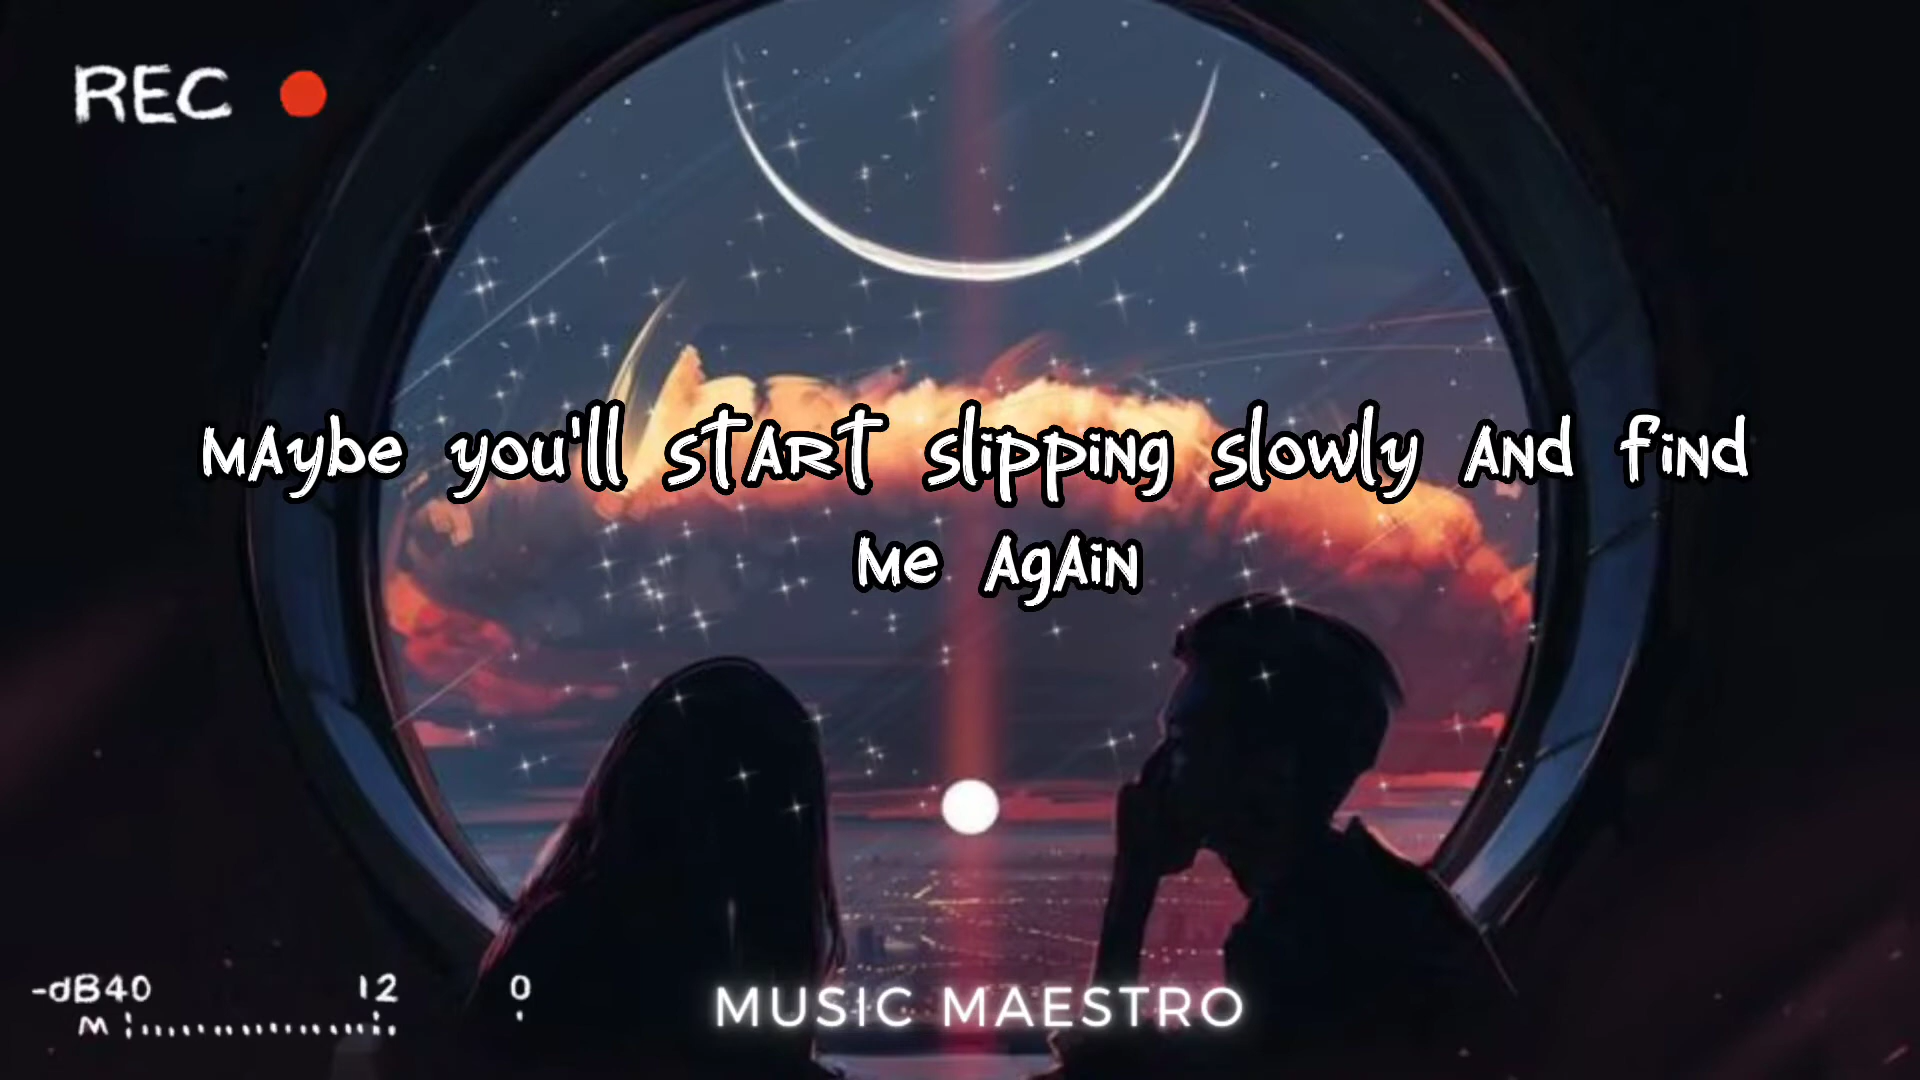 REC
Maybe you'll start slipping slowly and find
me again
-dB40 12 0
M
MUSIC MAESTRO